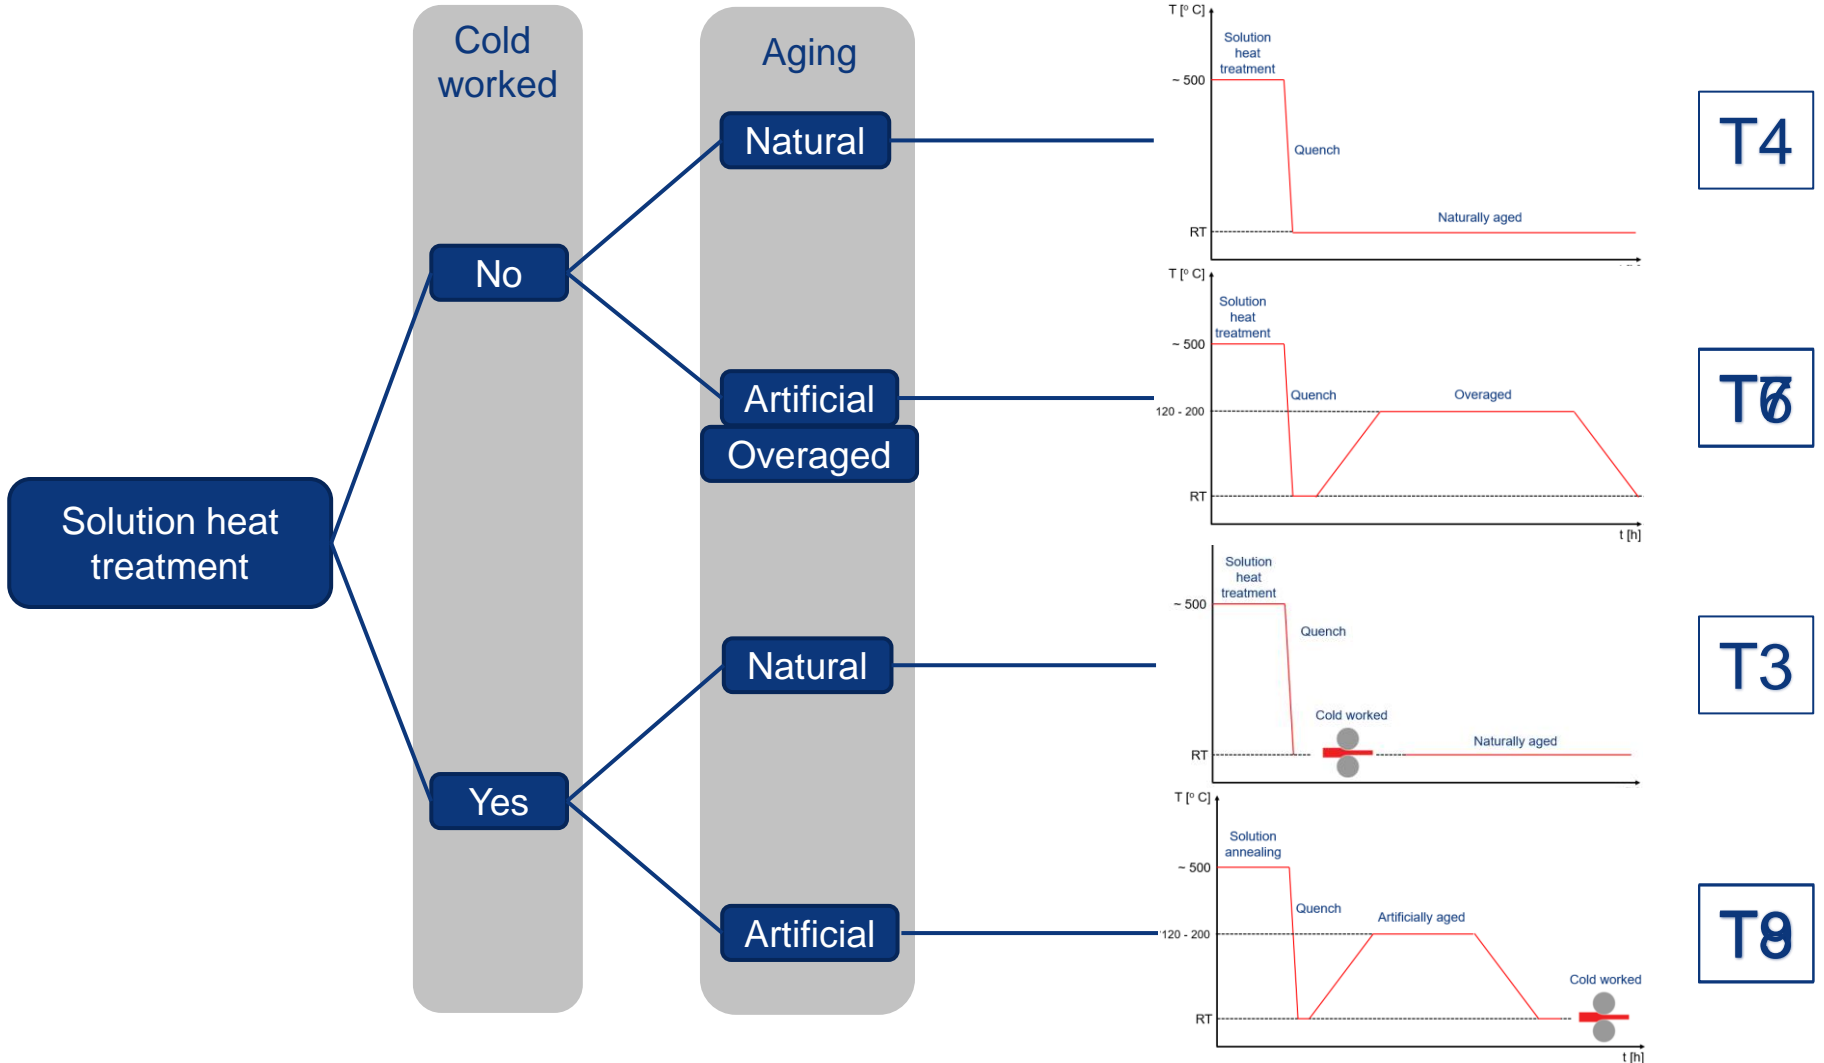 Cold
worked
Aging
Natural
No
Artificial
Overaged
Solution heat
treatment
Natural
Yes
Artificial
T [° C]
Solution
heat
treatment
~ 500
Quench
Naturally aged
RT
T4
T [° C]
Solution
heat
treatment
~ 500
Quench
Overaged
120 - 200
RT
t [h]
Solution
heat
treatment
~ 500
Quench
Cold worked
Naturally aged
RT
T3
T [° C]
Solution
annealing
~ 500
Quench
Artificially aged
120 - 200
Cold worked
RT
t [h]